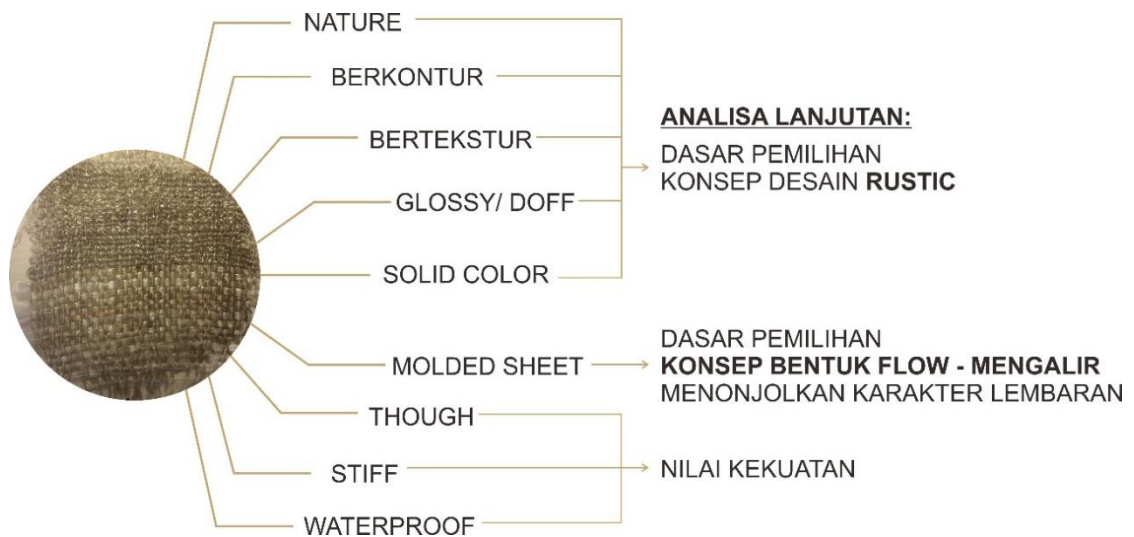 NATURE
BERKONTUR
BERTEKSTUR
GLOSSY/ DOFF
SOLID COLOR
MOLDED SHEET
THOUGH
STIFF
WATERPROOF
ANALISA LANJUTAN:
DASAR PEMILIHAN
KONSEP DESAIN RUSTIC
DASAR PEMILIHAN
KONSEP BENTUK FLOW - MENGALIR
MENONJOLKAN KARAKTER LEMBARAN
NILAI KEKUATAN